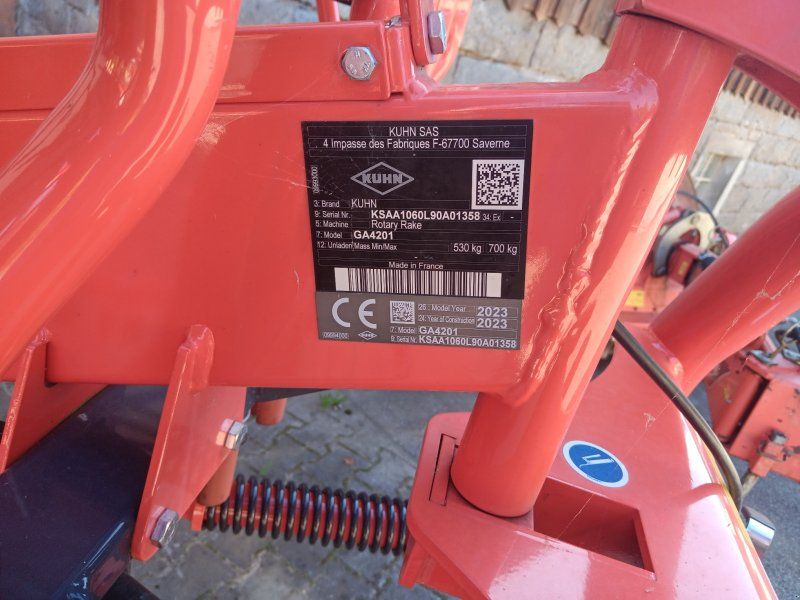 KUHN SAS
4 Impasse des Fabriques F-67700 Saverne
KUHN
3: Brand KUHN
9: Serial Nr. KSAA1060L90A01358 34: Ex -
5: Machine Rotary Rake
7: Model GA4201
12: Unladen Mass Min/Max 530 kg 700 kg
Made in France
CE
26: Model Year 2023
24: Year of Construction 2023
7: Model GA4201
9: Serial Nr. KSAA1060L90A01358